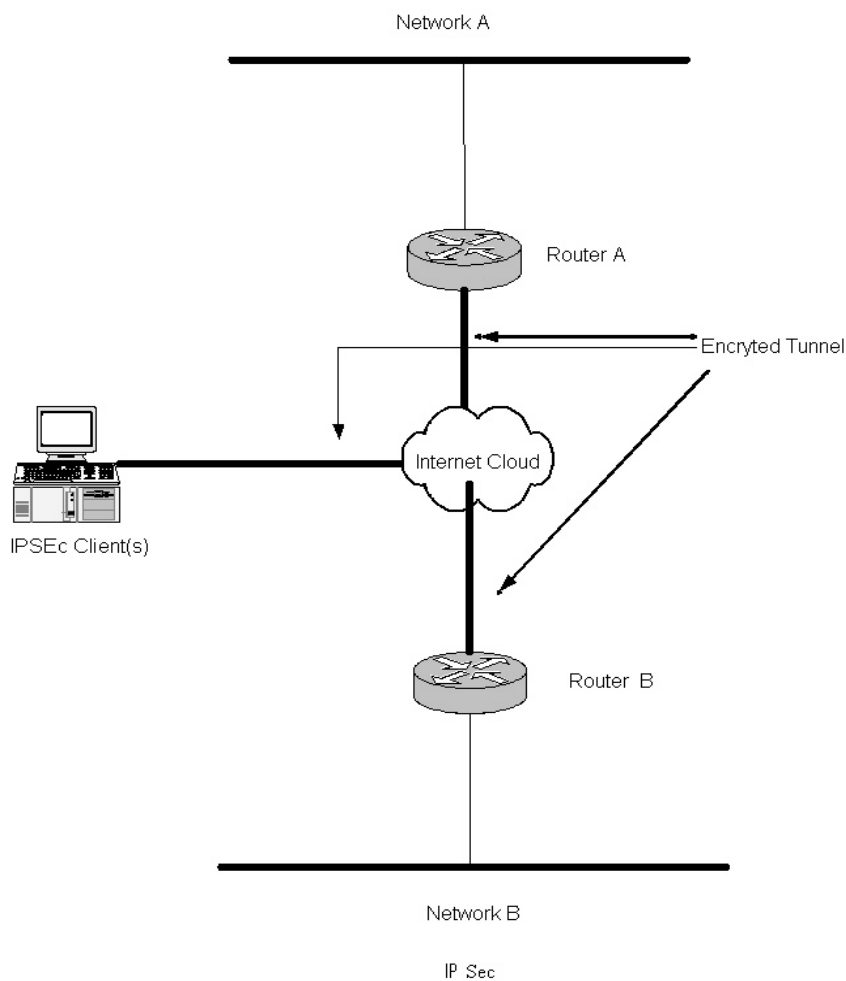 Network A
Router A
Encryted Tunnel
Internet Cloud
IPSEc Client(s)
Router B
Network B
IP Sec